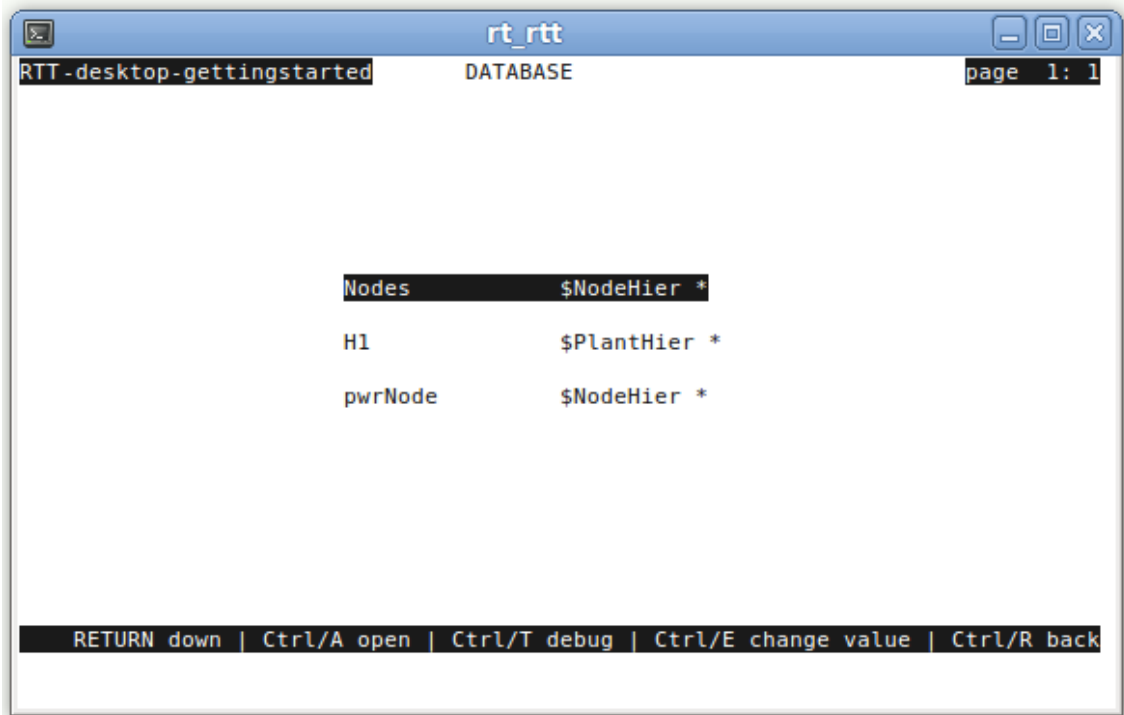 rt_rtt
RTT-desktop-gettingstarted DATABASE page 1: 1
Nodes $NodeHier *
H1 $PlantHier *
pwrNode $NodeHier *
RETURN down | Ctrl/A open | Ctrl/T debug | Ctrl/E change value | Ctrl/R back